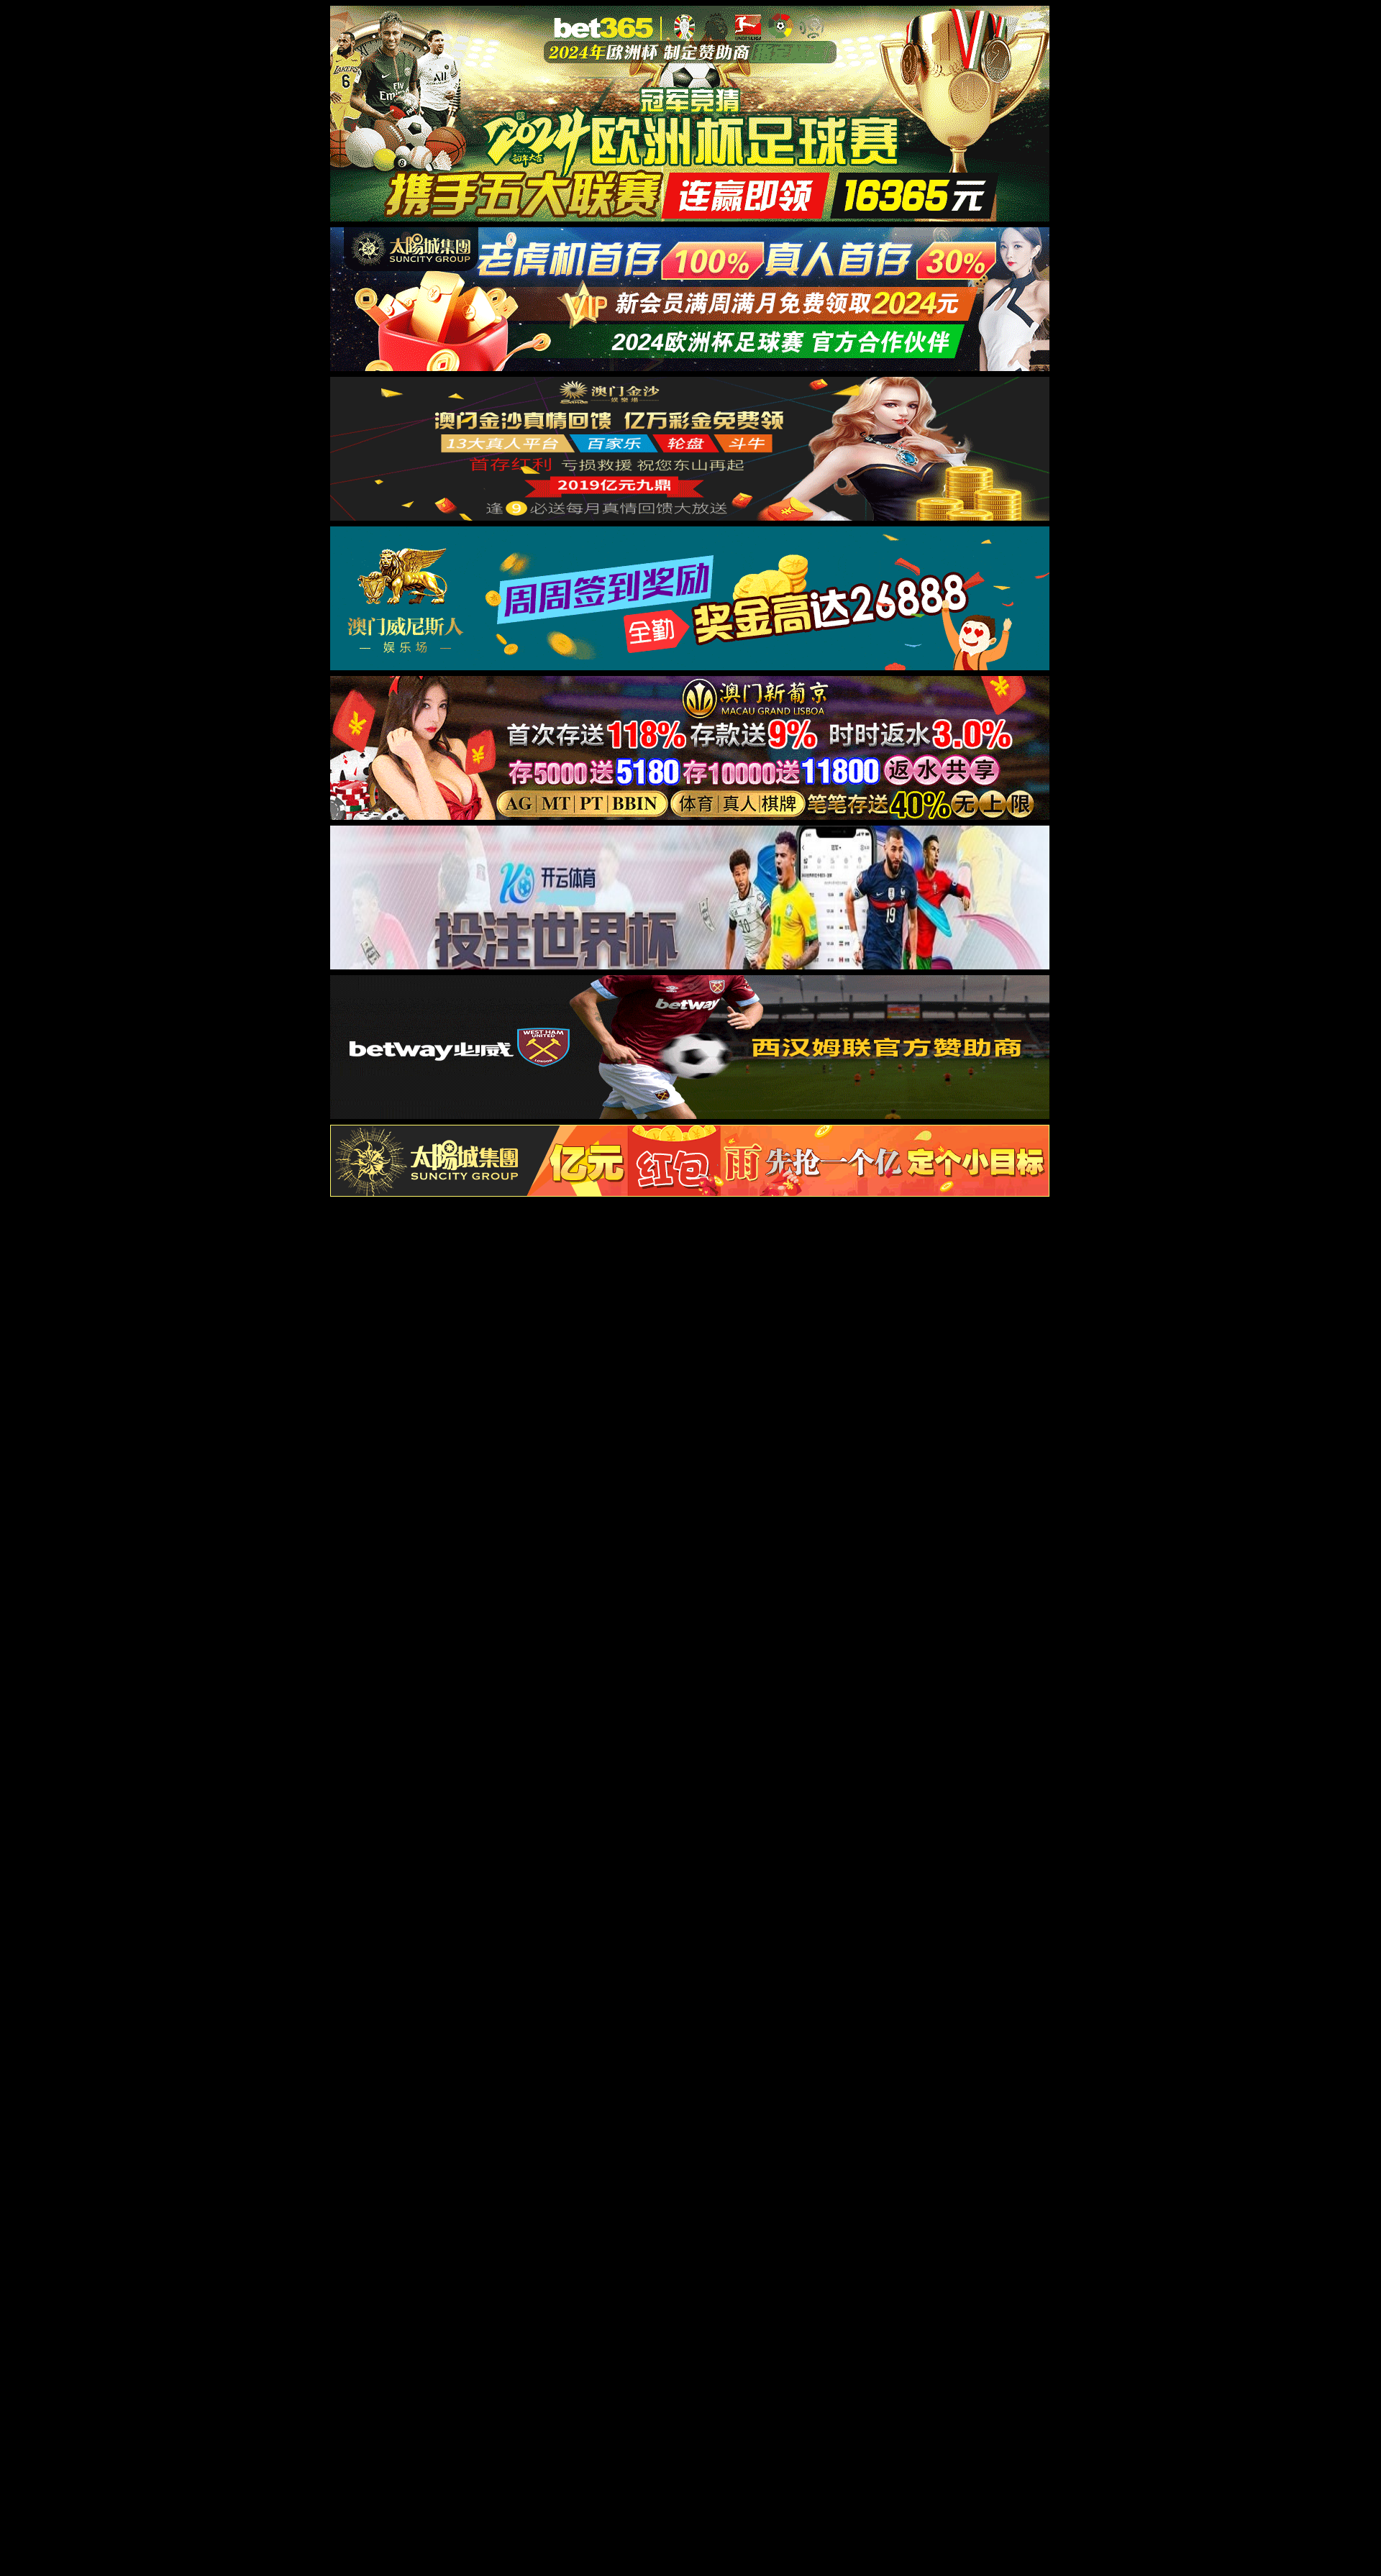 bet365
2024年欧洲杯 制定赞助商
冠军竞猜
2024欧洲杯足球赛
携手五大联赛 连赢即领 16365元
LAKERS
6
Fly
Emirates
ALL
太陽城集團
SUNCITY GROUP
老虎机首存 100% 真人首存 30%
VIP 新会员满周满月免费领取2024元
2024欧洲杯足球赛 官方合作伙伴
澳门金沙
娱樂場
澳门金沙真情回馈 亿万彩金免费领
13大真人平台 百家乐 轮盘 斗牛
首存红利 亏损救援 祝您东山再起
2019亿元九鼎
逢9必送每月真情回馈大放送
周周签到奖励
全勤 奖金高达26888
澳门威尼斯人
— 娱乐场 —
澳门新葡京
MACAU GRAND LISBOA
首次存送118% 存款送9% 时时返水3.0%
存5000送5180 存10000送11800 返水共享
AG|MT|PT|BBIN 体育|真人|棋牌 笔笔存送40%无上限
开云体育
投注世界杯
10
11
19
betway
betway必威
WEST HAM
UNITED
LONDON
西汉姆联官方赞助商
太陽城集團
SUNCITY GROUP
亿元 红包 雨 先抢一个亿 定个小目标